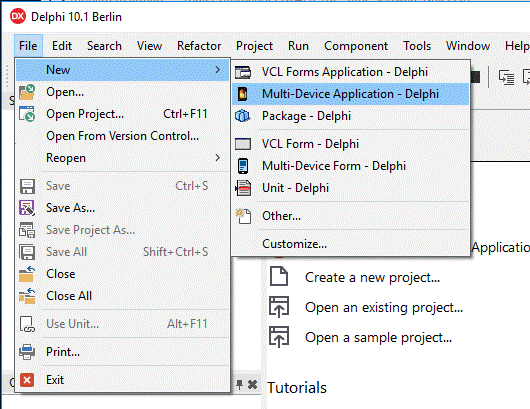 Delphi 10.1 Berlin
File Edit Search View Refactor Project Run Component Tools Window Help
New
Open...
Open Project... Ctrl+F11
Open From Version Control...
Reopen
Save Ctrl+S
Save As...
Save Project As...
Save All Shift+Ctrl+S
Close
Close All
Use Unit... Alt+F11
Print...
Exit
VCL Forms Application - Delphi
Multi-Device Application - Delphi
Package - Delphi
VCL Form - Delphi
Multi-Device Form - Delphi
Unit - Delphi
Other...
Customize...
Create a new project...
Open an existing project...
Open a sample project...
Tutorials